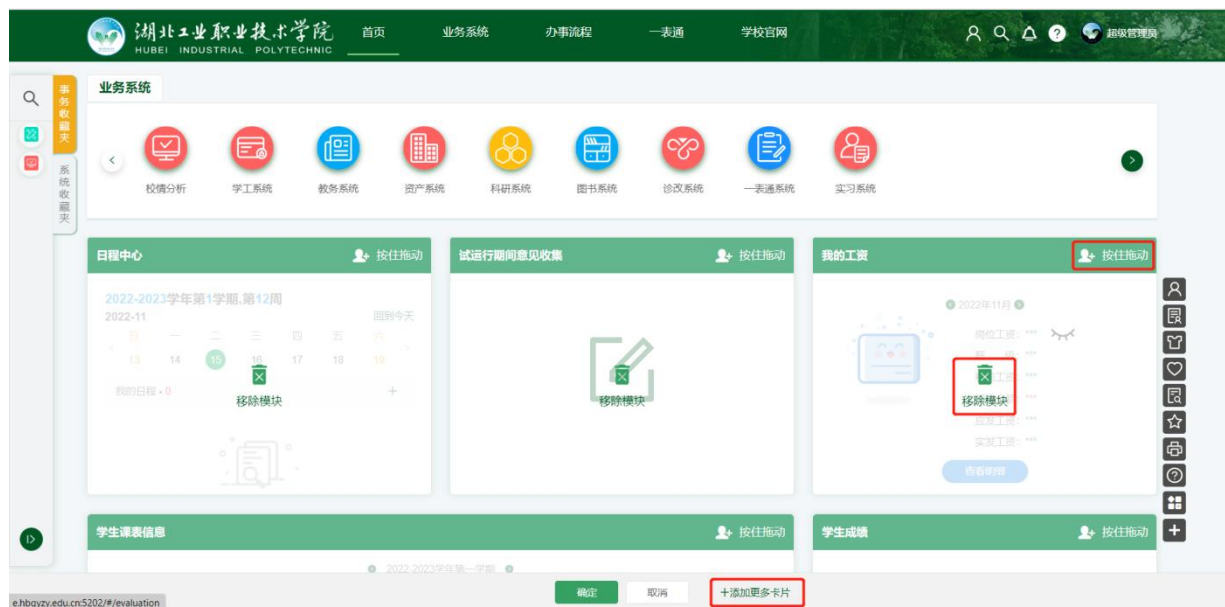 湖北工业职业技术学院
HUBEI INDUSTRIAL POLYTECHNIC
首页
业务系统
办事流程
一表通
学校官网
超级管理员
事务收藏夹
系统收藏夹
业务系统
校情分析
学工系统
教务系统
资产系统
科研系统
图书系统
诊改系统
一表通系统
实习系统
日程中心
按住拖动
试运行期间意见收集
按住拖动
我的工资
按住拖动
2022-2023学年第1学期,第12周
2022-11
回到今天
日 一 二 三 四 五 六
13 14 15 16 17 18 19
我的日程 • 0
+
移除模块
移除模块
2022年11月
岗位工资: ***
移除模块
应发工资: ***
实发工资: ***
查看明细
学生课表信息
按住拖动
学生成绩
按住拖动
2022-2023学年第一学期
确定
取消
+添加更多卡片
e.hbgyzy.edu.cn:5202/#/evaluation